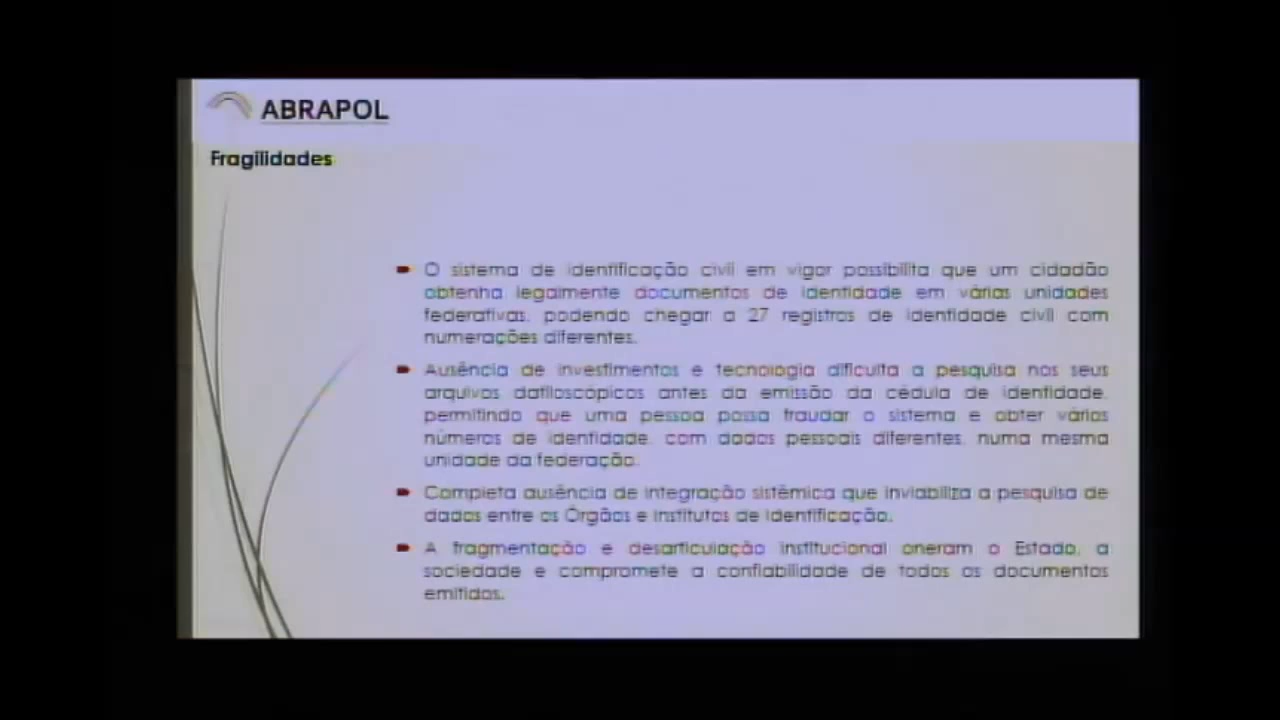 ABRAPOL
Fragilidades
O sistema de identificação civil em vigor possibilita que um cidadão
obtenha legalmente documentos de identidade em várias unidades
federativas, podendo chegar a 27 registros de identidade civil com
numerações diferentes.
Ausência de investimentos e tecnologia dificulta a pesquisa nos seus
arquivos datiloscópicos antes da emissão da cédula de identidade,
permitindo que uma pessoa possa fraudar o sistema e obter vários
números de identidade, com dados pessoais diferentes, numa mesma
unidade da federação.
Completa ausência de integração sistêmica que inviabiliza a pesquisa de
dados entre os Órgãos e Institutos de Identificação.
A fragmentação e desarticulação institucional oneram o Estado, a
sociedade e compromete a confiabilidade de todos os documentos
emitidos.